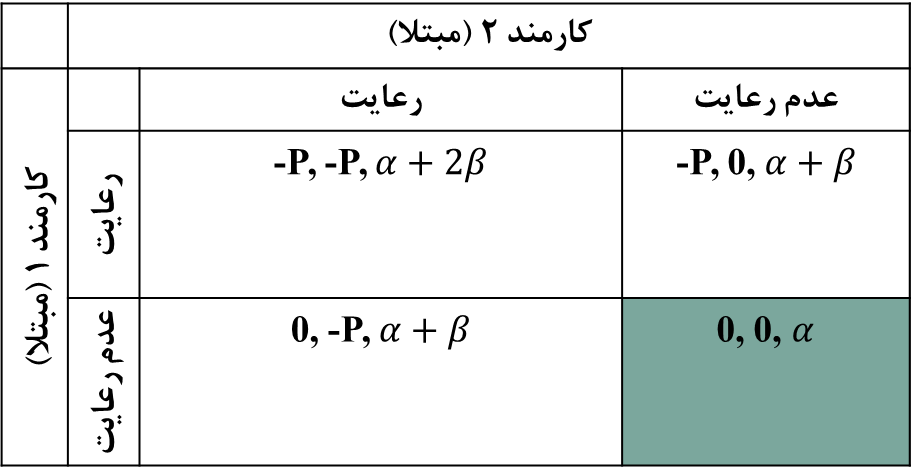 کارمند ۲ (مبتلا)
رعایت
عدم رعایت
کارمند ۱ (مبتلا)
رعایت
-P, -P, α + 2β
-P, 0, α + β
عدم رعایت
0, -P, α + β
0, 0, α